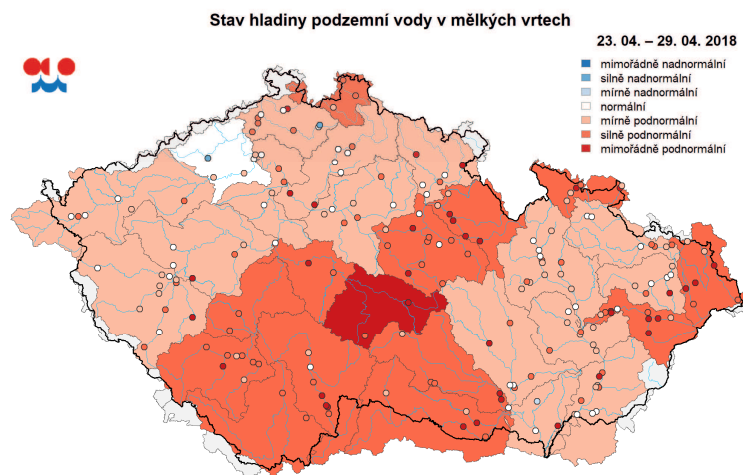 Stav hladiny podzemní vody v mělkých vrtech
23. 04. – 29. 04. 2018
mimořádně nadnormální
silně nadnormální
mírně nadnormální
normální
mírně podnormální
silně podnormální
mimořádně podnormální